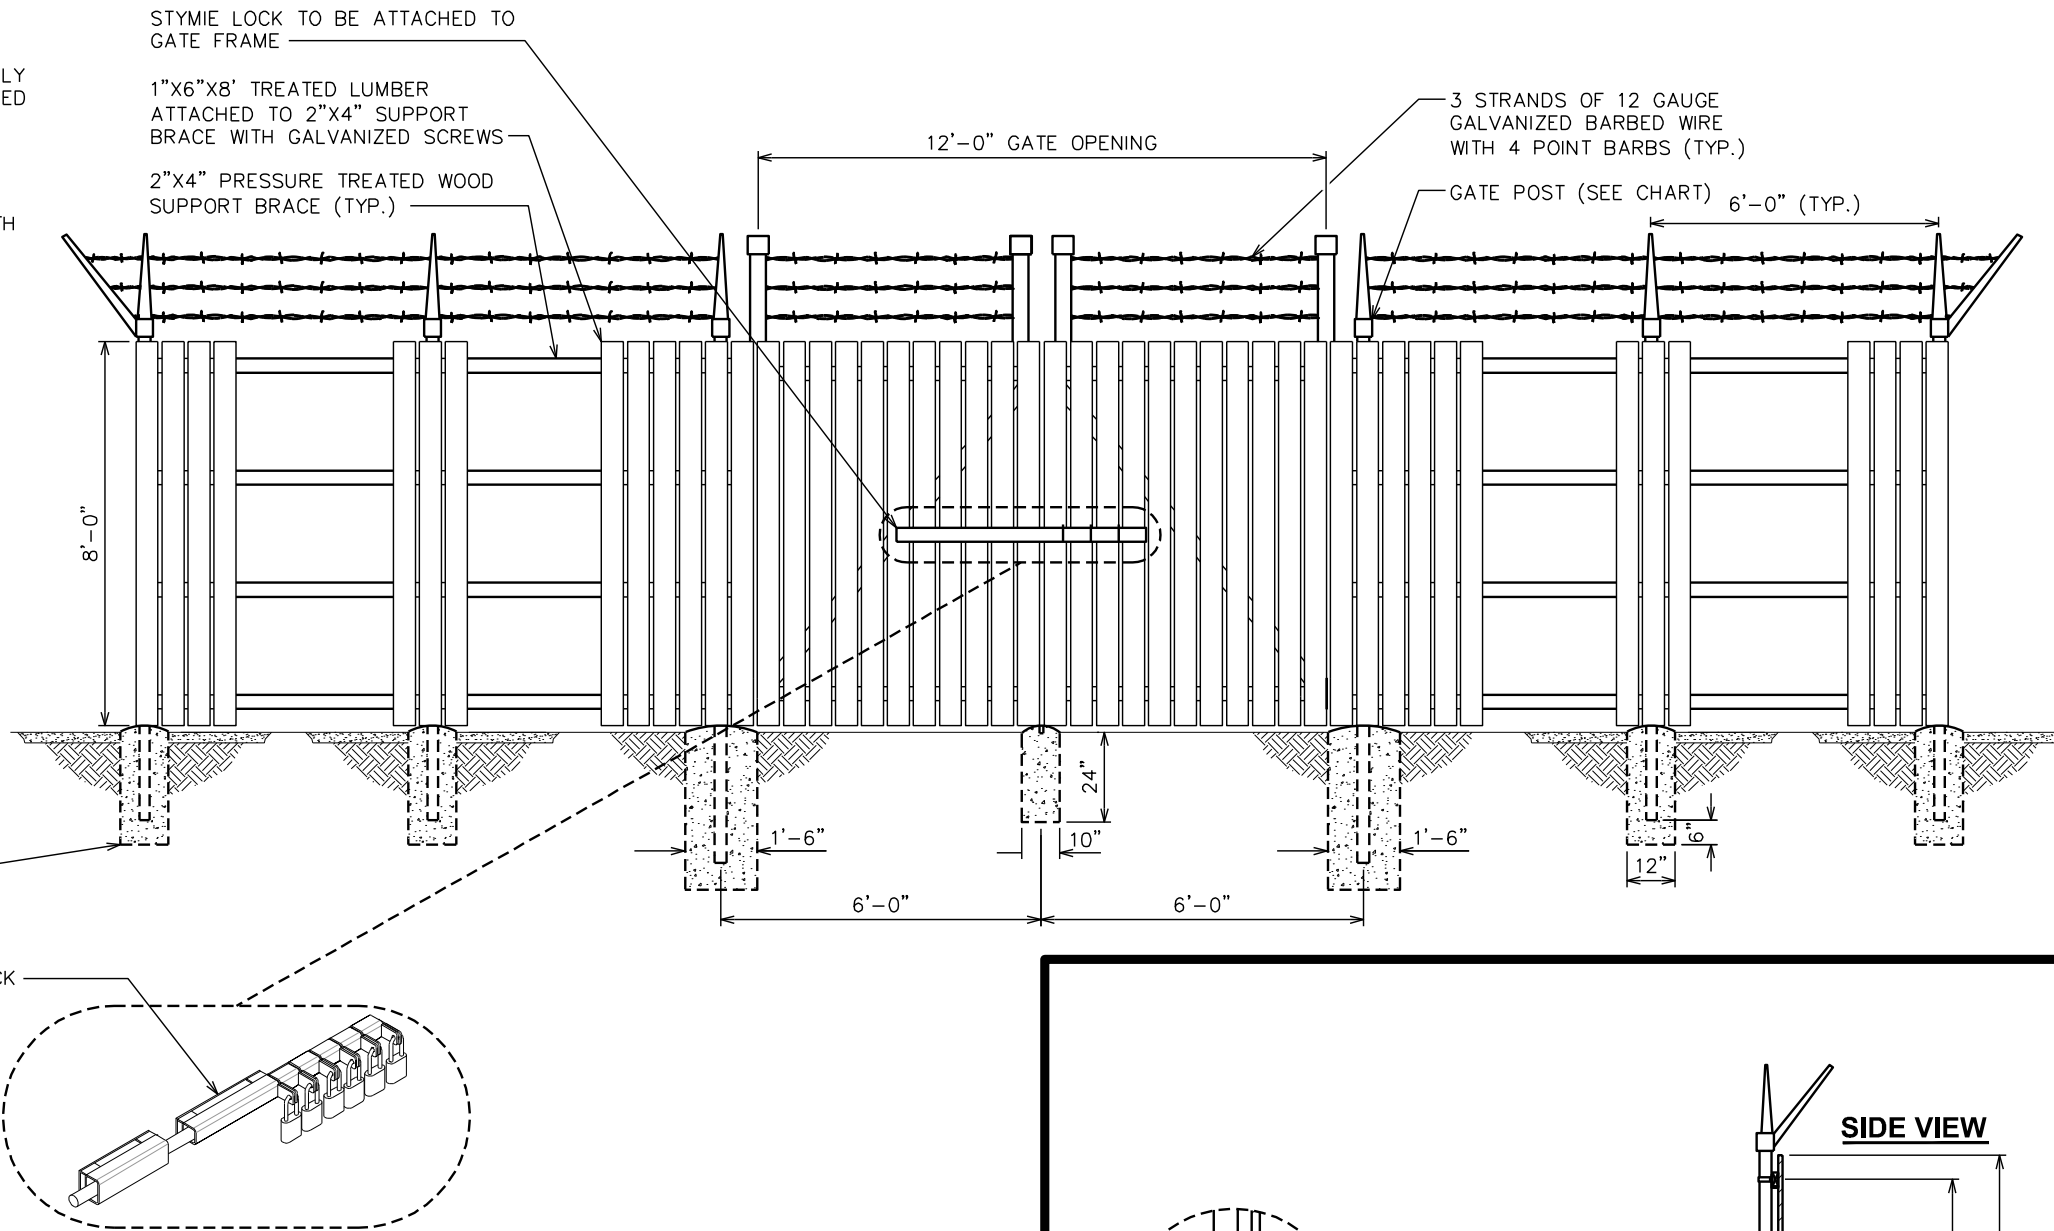 STYMIE LOCK TO BE ATTACHED TO
GATE FRAME
LY
ED
1"X6"X8' TREATED LUMBER
ATTACHED TO 2"X4" SUPPORT
BRACE WITH GALVANIZED SCREWS
2"X4" PRESSURE TREATED WOOD
SUPPORT BRACE (TYP.)
TH
12'-0" GATE OPENING
3 STRANDS OF 12 GAUGE
GALVANIZED BARBED WIRE
WITH 4 POINT BARBS (TYP.)
GATE POST (SEE CHART)
6'-0" (TYP.)
8'-0"
24"
1'-6"
10"
1'-6"
6"
12"
6'-0"
6'-0"
CK
SIDE VIEW